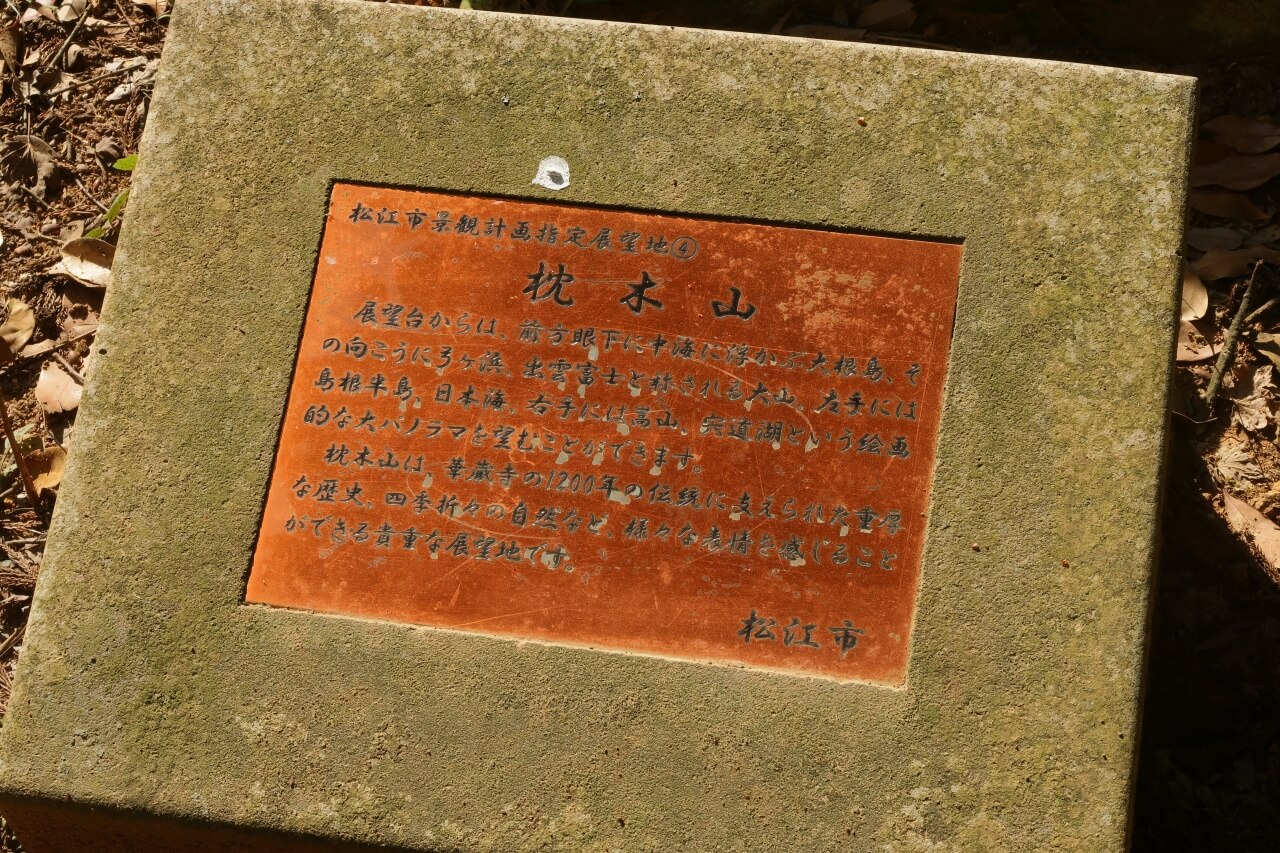 松江市景観計画指定展望地④
枕木山
展望台からは、前方眼下に中海に浮かぶ大根島、そ
の向こうに弓ヶ浜、出雲富士と称される大山、左手には
島根半島、日本海、右手には嵩山、宍道湖という絵画
的な大パノラマを望むことができます。
枕木山は、華蔵寺の1200年の伝統に支えられた重厚
な歴史、四季折々の自然など、様々な表情を感じること
ができる貴重な展望地です。
松江市